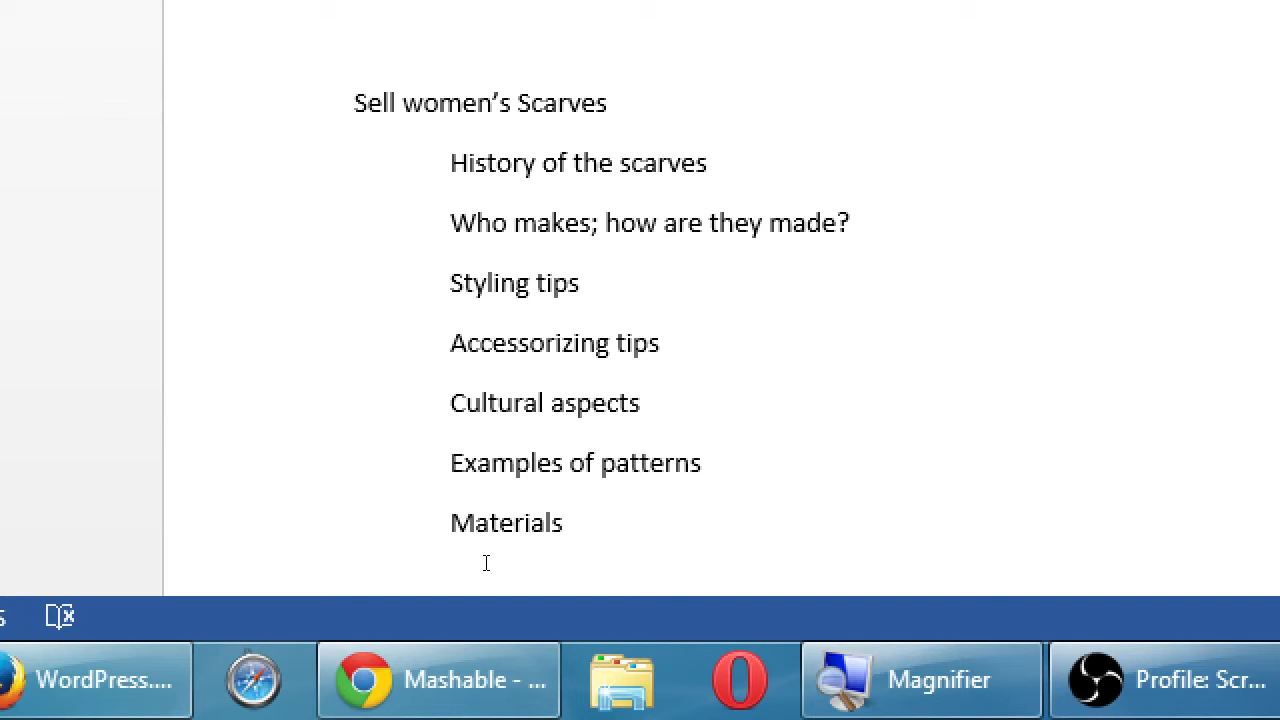 Sell women’s Scarves
History of the scarves
Who makes; how are they made?
Styling tips
Accessorizing tips
Cultural aspects
Examples of patterns
Materials
WordPress.... Mashable - ... Magnifier Profile: Scr...